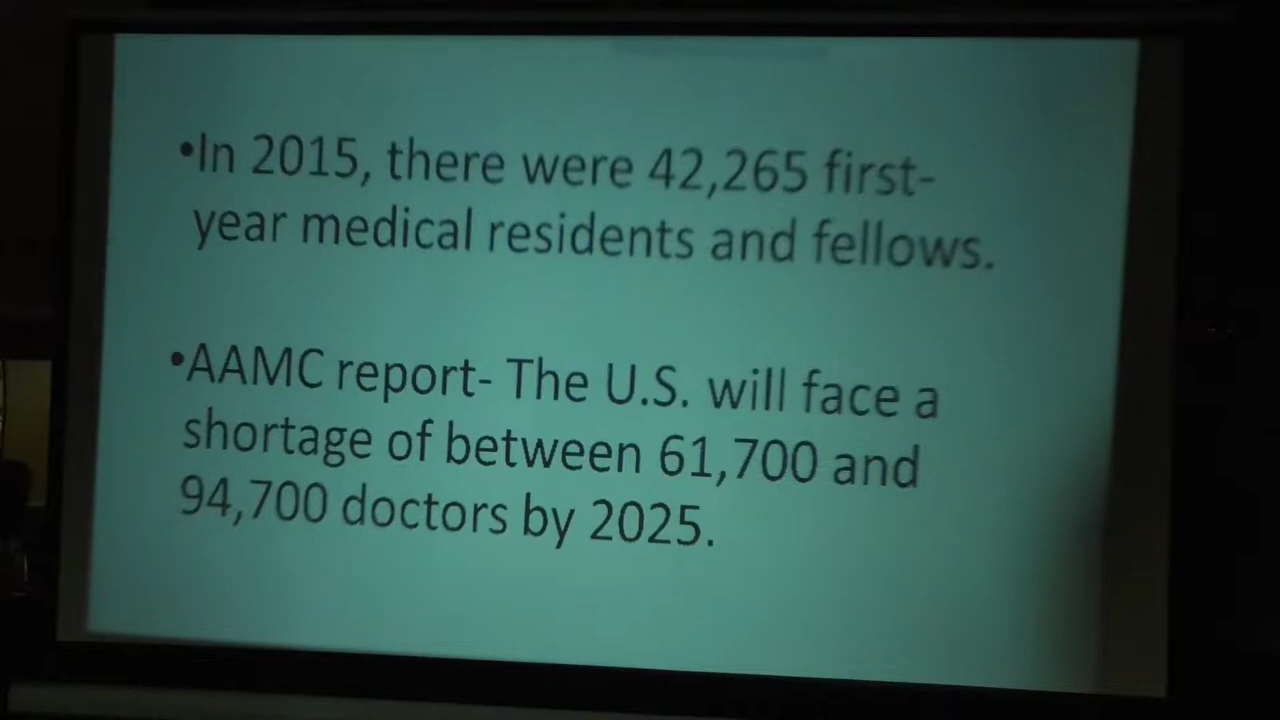 •In 2015, there were 42,265 first-
year medical residents and fellows.
•AAMC report- The U.S. will face a
shortage of between 61,700 and
94,700 doctors by 2025.